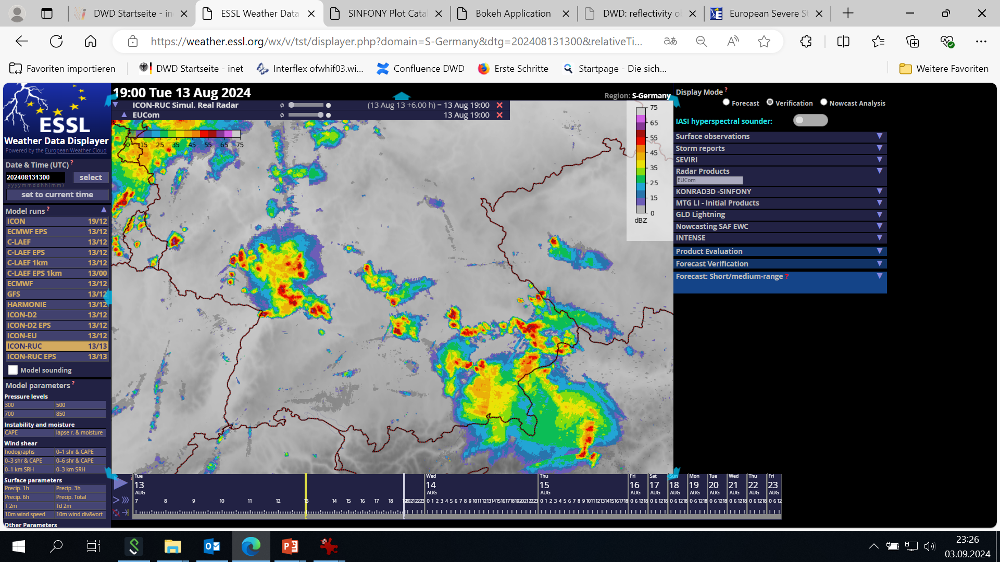 DWD Startseite - in
ESSL Weather Data
SINFONY Plot Catal
Bokeh Application
DWD: reflectivity ol
European Severe St
https://weather.essl.org/wx/v/tst/displayer.php?domain=S-Germany&dtg=202408131300&relativeTi...
Favoriten importieren
DWD Startseite - inet
Interflex ofwhif03.wi...
Confluence DWD
Erste Schritte
Startpage - Die sich...
Weitere Favoriten
ESSL
Weather Data Displayer
Powered by the European Weather Cloud
Date & Time (UTC) ?
202408131300
select
yyyymmddhh(mm)
set to current time
Model runs ?
ICON 19/12
ECMWF EPS 13/12
C-LAEF 13/12
C-LAEF EPS 13/12
C-LAEF 1km 13/12
C-LAEF EPS 1km 13/00
ECMWF 13/12
GFS 13/12
HARMONIE 13/12
ICON-D2 13/12
ICON-D2 EPS 13/12
ICON-EU 13/12
ICON-RUC 13/13
ICON-RUC EPS 13/13
Model sounding
Model parameters ?
Pressure levels
300 500
700 850
Instability and moisture
CAPE lapse r. & moisture
Wind shear
hodographs 0–1 shr & CAPE
0–3 shr & CAPE 0–6 shr & CAPE
0–1 km SRH 0–3 km SRH
Surface parameters
Precip. 1h Precip. 3h
Precip. 6h Precip. Total
T 2m Td 2m
10m wind speed 10m wind div&vort
Other Parameters
19:00 Tue 13 Aug 2024
Region: S-Germany
ICON-RUC Simul. Real Radar ø (13 Aug 13 +6.00 h) = 13 Aug 19:00
EUCom ø 13 Aug 19:00
0 15 25 35 45 55 65 75
75
65
55
45
35
25
15
0
dBZ
Display Mode ?
Forecast Verification Nowcast Analysis
IASI hyperspectral sounder:
Surface observations
Storm reports
SEVIRI
Radar Products
EUCom
KONRAD3D -SINFONY
MTG LI - Initial Products
GLD Lightning
Nowcasting SAF EWC
INTENSE
Product Evaluation
Forecast Verification
Forecast: Short/medium-range ?
Tue Wed Thu Fri Sat Sun Mon Tue Wed Thu Fri
13 14 15 16 17 18 19 20 21 22 23
AUG AUG AUG AUG AUG AUG AUG AUG AUG AUG AUG
7 8 9 10 11 12 13 14 15 16 17 18 19 20 21 22 23 0 1 2 3 4 5 6 7 8 9 10 11 12 13 14 15 16 17 18 19 20 21 22 23 0 1 2 3 4 5 6 7 8 9 10 11 12 13 14 15 16 17 18 0 6 12 18 0 6 12 18 0 6 12 18 0 6 12 18 0 6 12 18 0 6 12 18 0 6 12 18 0 6 12
23:26
03.09.2024